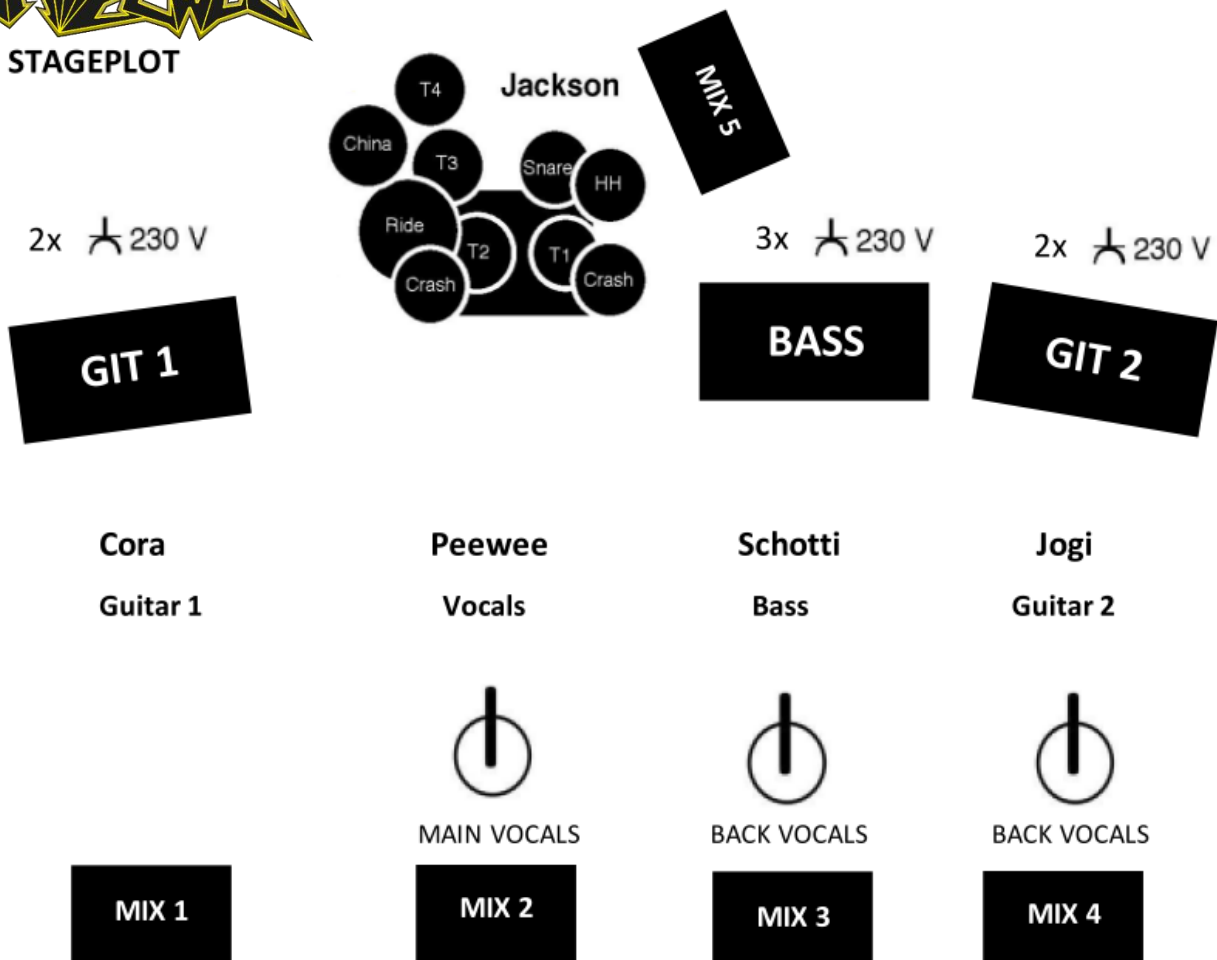 STAGEPLOT
Jackson
MIX 5
T4
China
T3
Snare
HH
Ride
T2
T1
Crash
Crash
2x 230 V
3x 230 V
2x 230 V
GIT 1
BASS
GIT 2
Cora
Peewee
Schotti
Jogi
Guitar 1
Vocals
Bass
Guitar 2
MAIN VOCALS
BACK VOCALS
BACK VOCALS
MIX 1
MIX 2
MIX 3
MIX 4